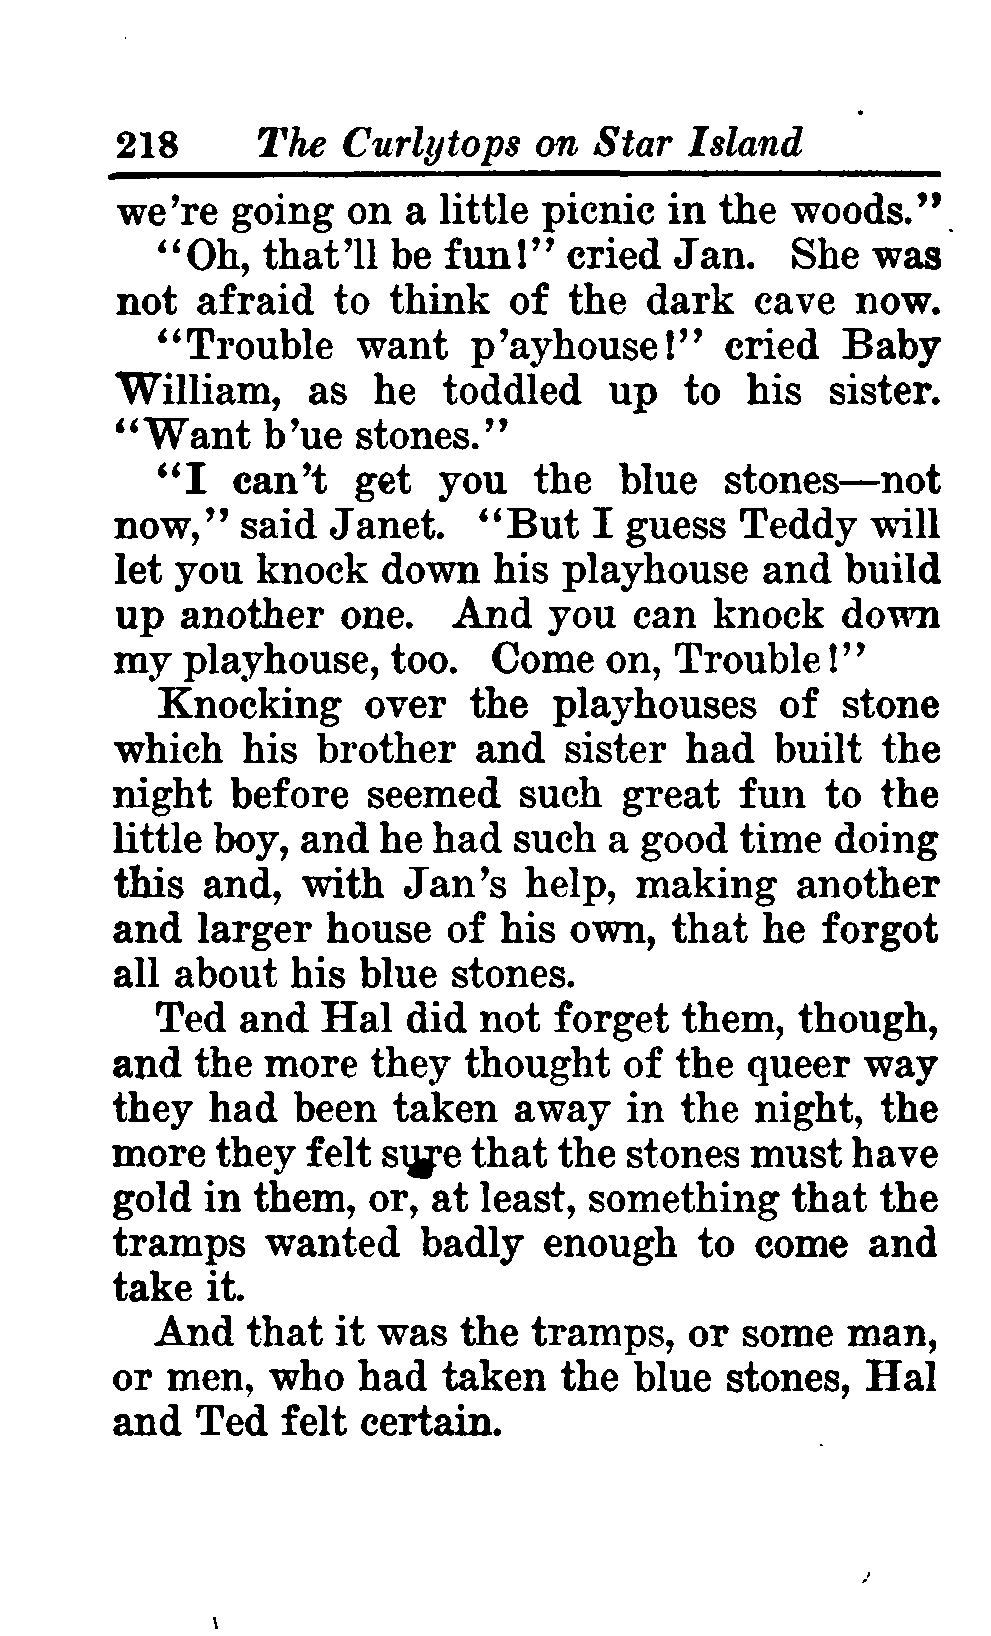 218 The Curlytops on Star Island
we're going on a little picnic in the woods."
"Oh, that'll be fun!" cried Jan. She was
not afraid to think of the dark cave now.
"Trouble want p'ayhouse!" cried Baby
William, as he toddled up to his sister.
"Want b'ue stones."
"I can't get you the blue stones—not
now," said Janet. "But I guess Teddy will
let you knock down his playhouse and build
up another one. And you can knock down
my playhouse, too. Come on, Trouble!"
Knocking over the playhouses of stone
which his brother and sister had built the
night before seemed such great fun to the
little boy, and he had such a good time doing
this and, with Jan's help, making another
and larger house of his own, that he forgot
all about his blue stones.
Ted and Hal did not forget them, though,
and the more they thought of the queer way
they had been taken away in the night, the
more they felt sure that the stones must have
gold in them, or, at least, something that the
tramps wanted badly enough to come and
take it.
And that it was the tramps, or some man,
or men, who had taken the blue stones, Hal
and Ted felt certain.